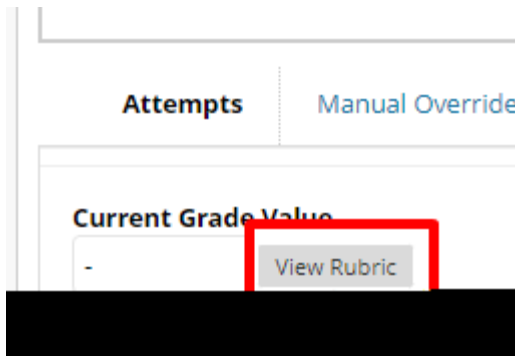 Attempts
Manual Override
Current Grade Value
-
View Rubric